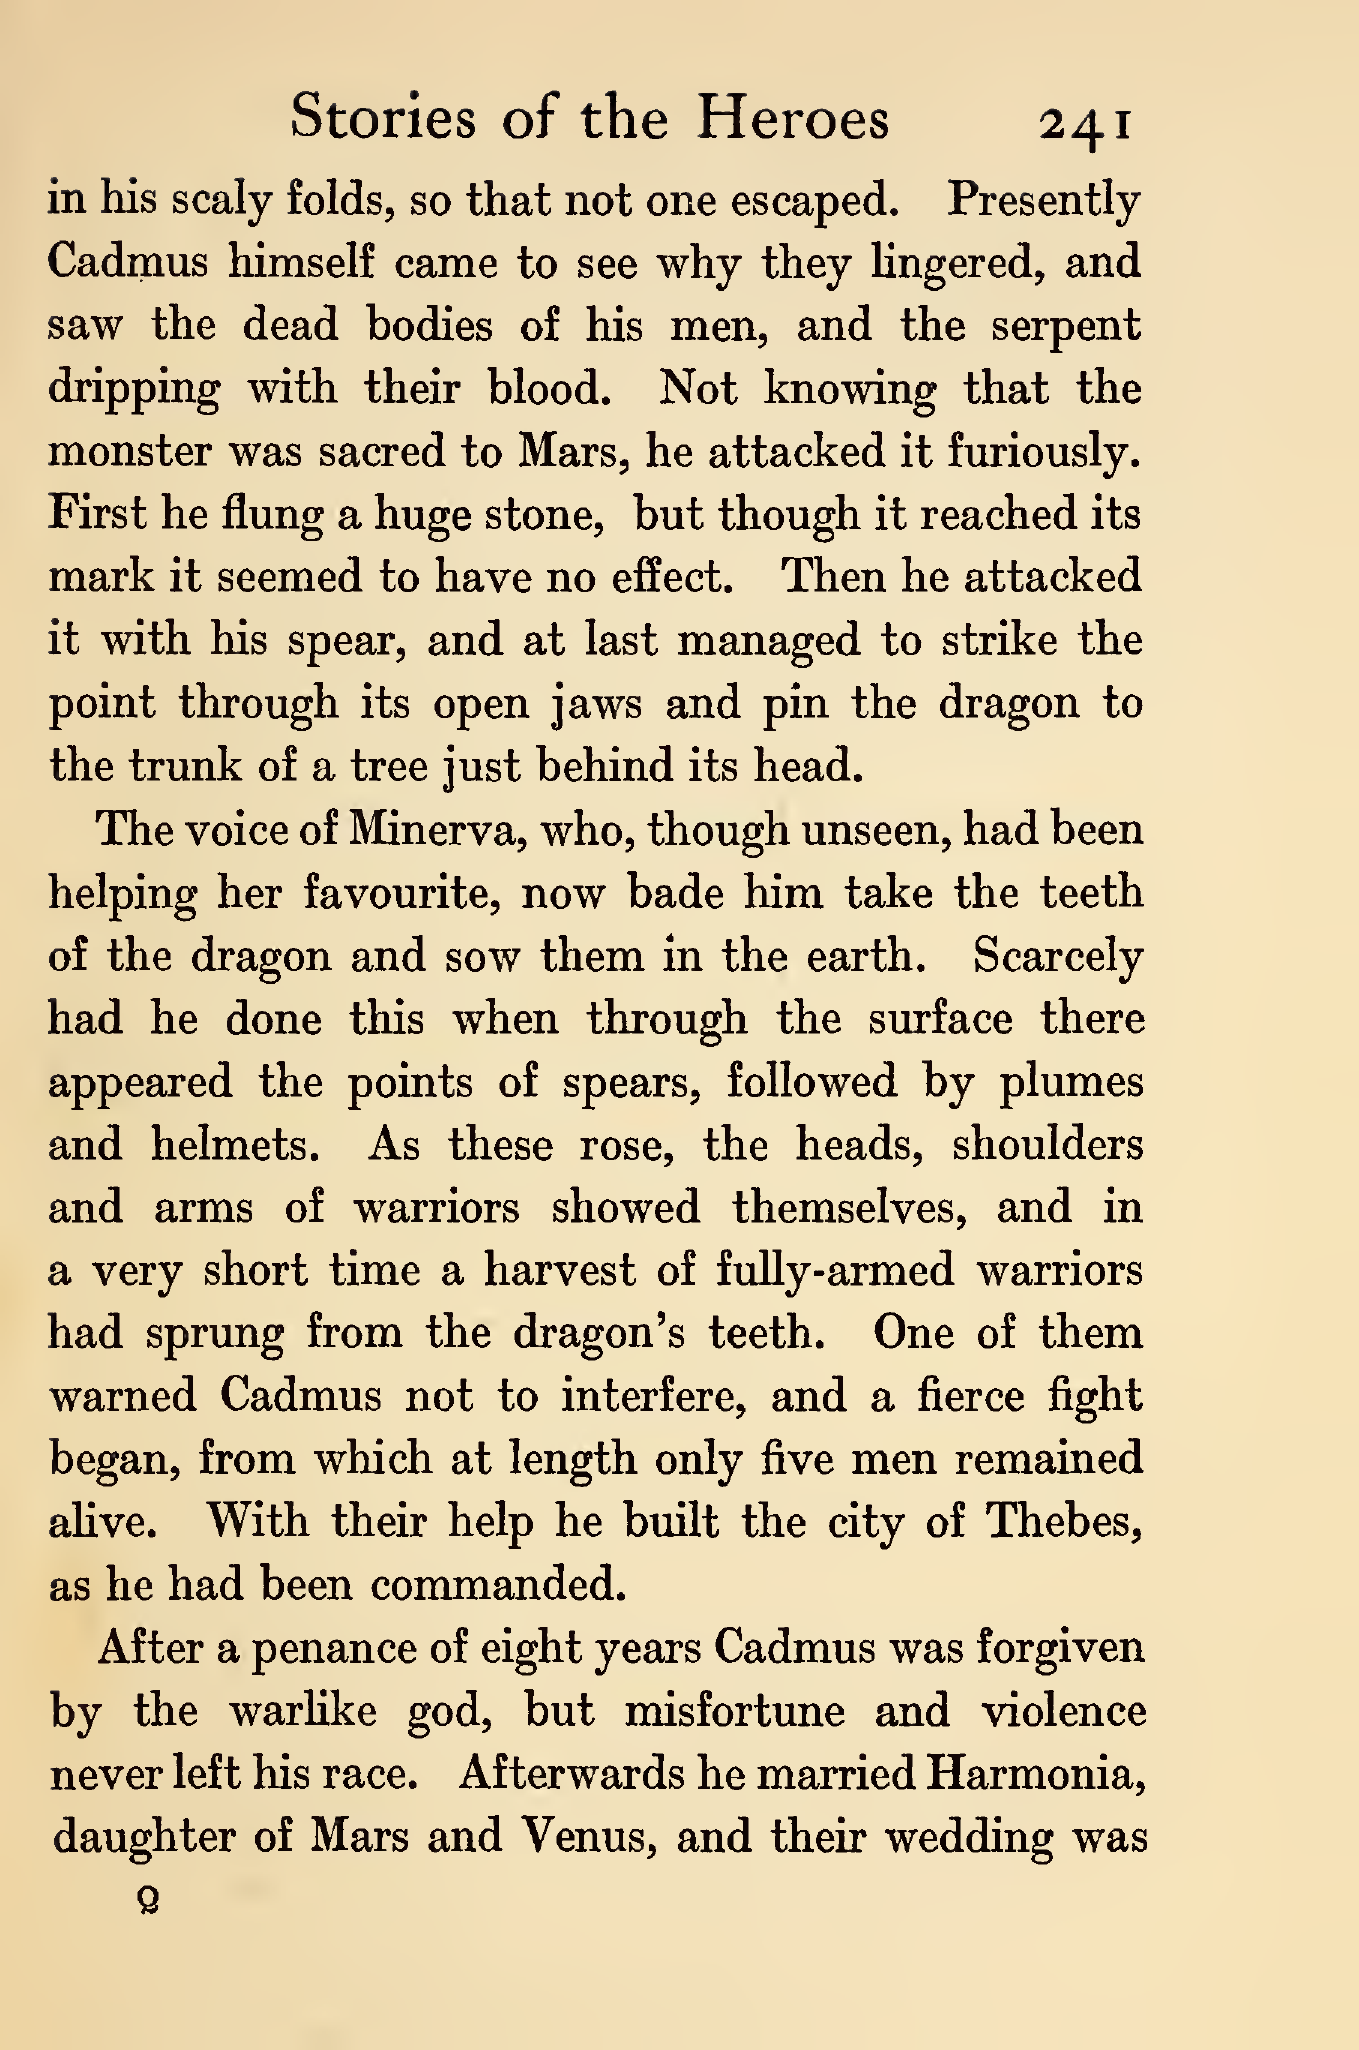 Stories of the Heroes 241
in his scaly folds, so that not one escaped. Presently
Cadmus himself came to see why they lingered, and
saw the dead bodies of his men, and the serpent
dripping with their blood. Not knowing that the
monster was sacred to Mars, he attacked it furiously.
First he flung a huge stone, but though it reached its
mark it seemed to have no effect. Then he attacked
it with his spear, and at last managed to strike the
point through its open jaws and pin the dragon to
the trunk of a tree just behind its head.
The voice of Minerva, who, though unseen, had been
helping her favourite, now bade him take the teeth
of the dragon and sow them in the earth. Scarcely
had he done this when through the surface there
appeared the points of spears, followed by plumes
and helmets. As these rose, the heads, shoulders
and arms of warriors showed themselves, and in
a very short time a harvest of fully-armed warriors
had sprung from the dragon's teeth. One of them
warned Cadmus not to interfere, and a fierce fight
began, from which at length only five men remained
alive. With their help he built the city of Thebes,
as he had been commanded.
After a penance of eight years Cadmus was forgiven
by the warlike god, but misfortune and violence
never left his race. Afterwards he married Harmonia,
daughter of Mars and Venus, and their wedding was
Q